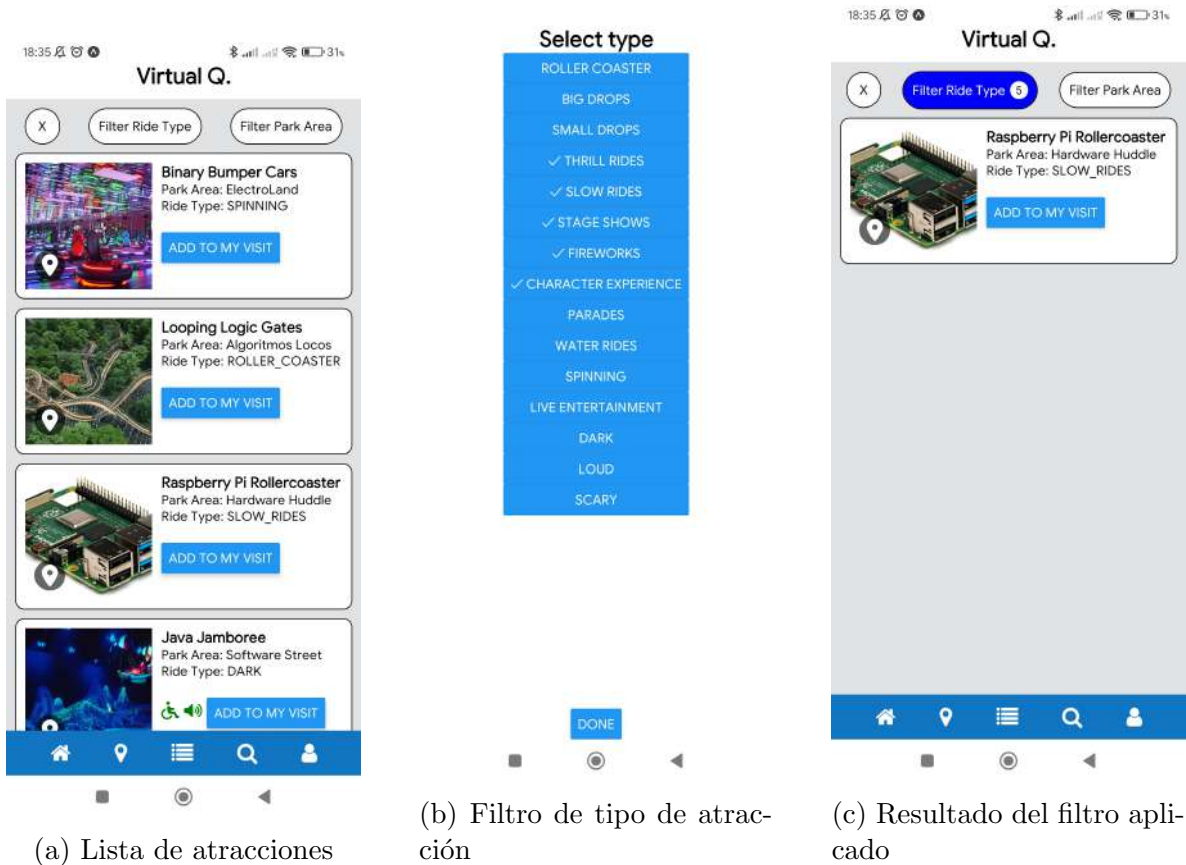 18:35
31%
Virtual Q.
X
Filter Ride Type
Filter Park Area
Binary Bumper Cars
Park Area: ElectroLand
Ride Type: SPINNING
ADD TO MY VISIT
Looping Logic Gates
Park Area: Algoritmos Locos
Ride Type: ROLLER_COASTER
ADD TO MY VISIT
Raspberry Pi Rollercoaster
Park Area: Hardware Huddle
Ride Type: SLOW_RIDES
ADD TO MY VISIT
Java Jamboree
Park Area: Software Street
Ride Type: DARK
ADD TO MY VISIT
(a) Lista de atracciones
Select type
ROLLER COASTER
BIG DROPS
SMALL DROPS
✓ THRILL RIDES
✓ SLOW RIDES
✓ STAGE SHOWS
✓ FIREWORKS
✓ CHARACTER EXPERIENCE
PARADES
WATER RIDES
SPINNING
LIVE ENTERTAINMENT
DARK
LOUD
SCARY
DONE
(b) Filtro de tipo de atrac-
ción
18:35
31%
Virtual Q.
X
Filter Ride Type 5
Filter Park Area
Raspberry Pi Rollercoaster
Park Area: Hardware Huddle
Ride Type: SLOW_RIDES
ADD TO MY VISIT
(c) Resultado del filtro apli-
cado